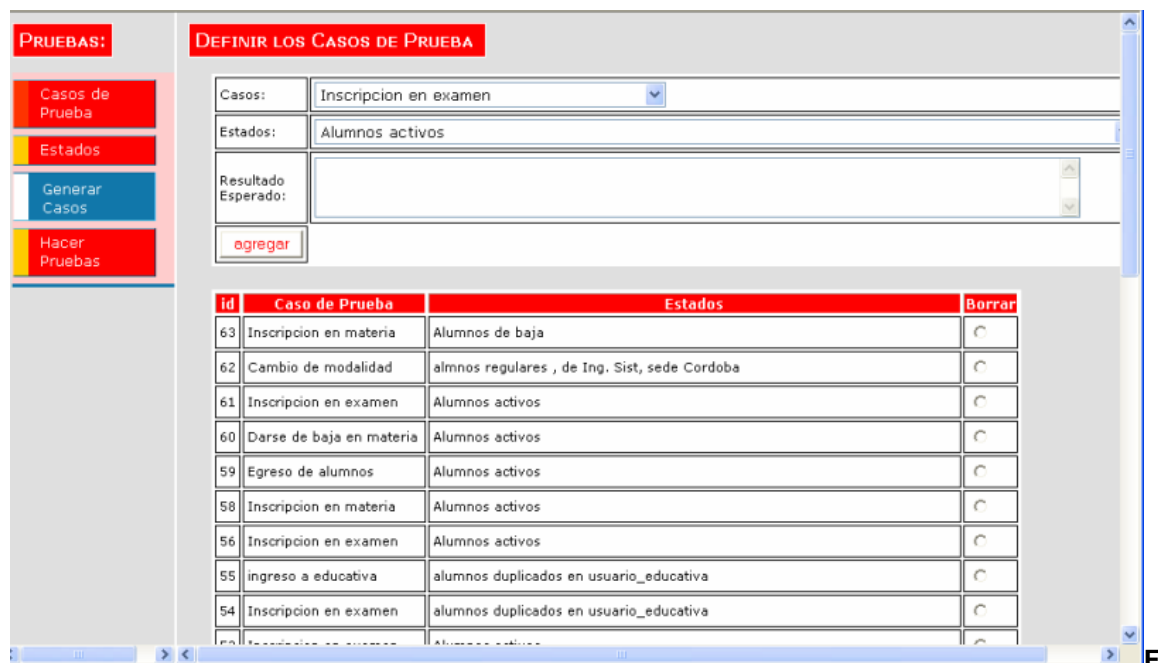 PRUEBAS:
DEFINIR LOS CASOS DE PRUEBA
Casos de
Prueba
Estados
Generar
Casos
Hacer
Pruebas
Casos: Inscripcion en examen
Estados: Alumnos activos
Resultado
Esperado:
agregar
id Caso de Prueba Estados Borrar
63 Inscripcion en materia Alumnos de baja
62 Cambio de modalidad almnos regulares , de Ing. Sist, sede Cordoba
61 Inscripcion en examen Alumnos activos
60 Darse de baja en materia Alumnos activos
59 Egreso de alumnos Alumnos activos
58 Inscripcion en materia Alumnos activos
56 Inscripcion en examen Alumnos activos
55 ingreso a educativa alumnos duplicados en usuario_educativa
54 Inscripcion en examen alumnos duplicados en usuario_educativa